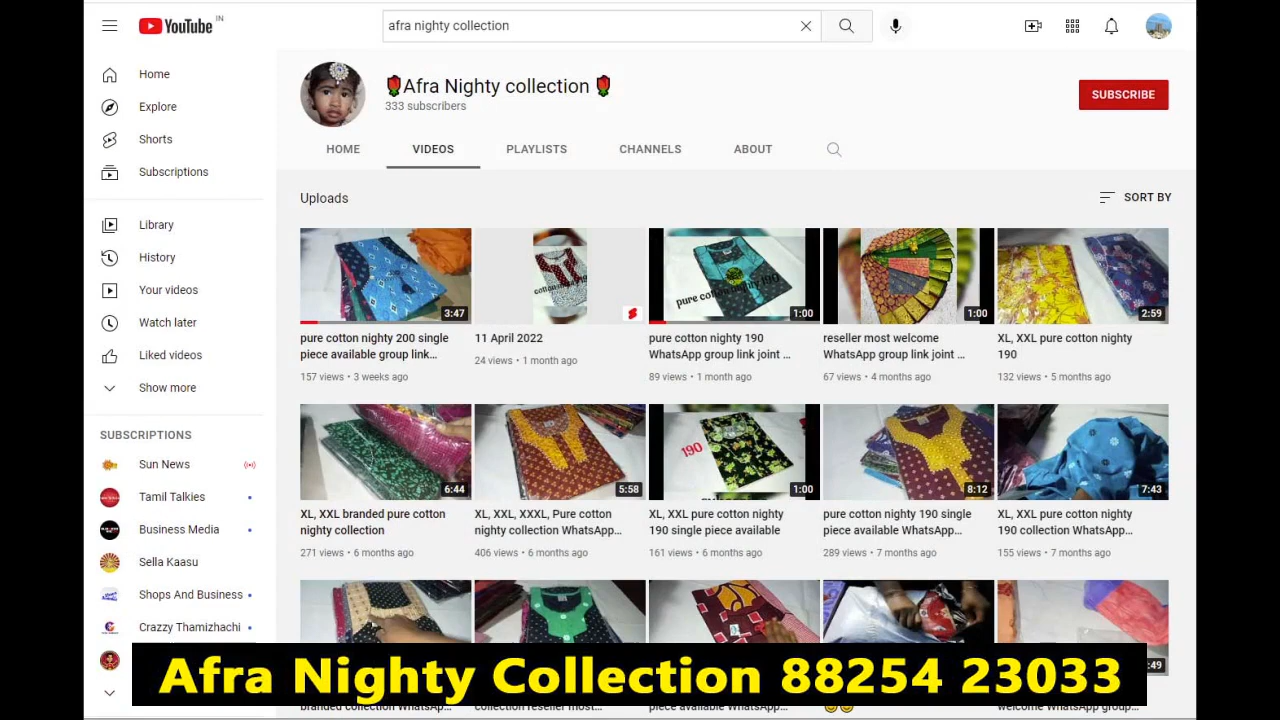 YouTube IN
afra nighty collection
Home
Explore
Shorts
Subscriptions
Library
History
Your videos
Watch later
Liked videos
Show more
SUBSCRIPTIONS
Sun News
Tamil Talkies
Business Media
Sella Kaasu
Shops And Business
Crazzy Thamizhachi
🌹Afra Nighty collection 🌹
333 subscribers
SUBSCRIBE
HOME VIDEOS PLAYLISTS CHANNELS ABOUT
Uploads
SORT BY
3:47
cotton nighty
pure cotton nighty 190
1:00
1:00
2:59
pure cotton nighty 200 single
piece available group link...
157 views • 3 weeks ago
11 April 2022
24 views • 1 month ago
pure cotton nighty 190
WhatsApp group link joint ...
89 views • 1 month ago
reseller most welcome
WhatsApp group link joint ...
67 views • 4 months ago
XL, XXL pure cotton nighty
190
132 views • 5 months ago
6:44
5:58
190
1:00
8:12
7:43
XL, XXL branded pure cotton
nighty collection
271 views • 6 months ago
XL, XXL, XXXL, Pure cotton
nighty collection WhatsApp...
406 views • 6 months ago
XL, XXL pure cotton nighty
190 single piece available
161 views • 6 months ago
pure cotton nighty 190 single
piece available WhatsApp...
289 views • 7 months ago
XL, XXL pure cotton nighty
190 collection WhatsApp...
155 views • 7 months ago
:49
Afra Nighty Collection 88254 23033